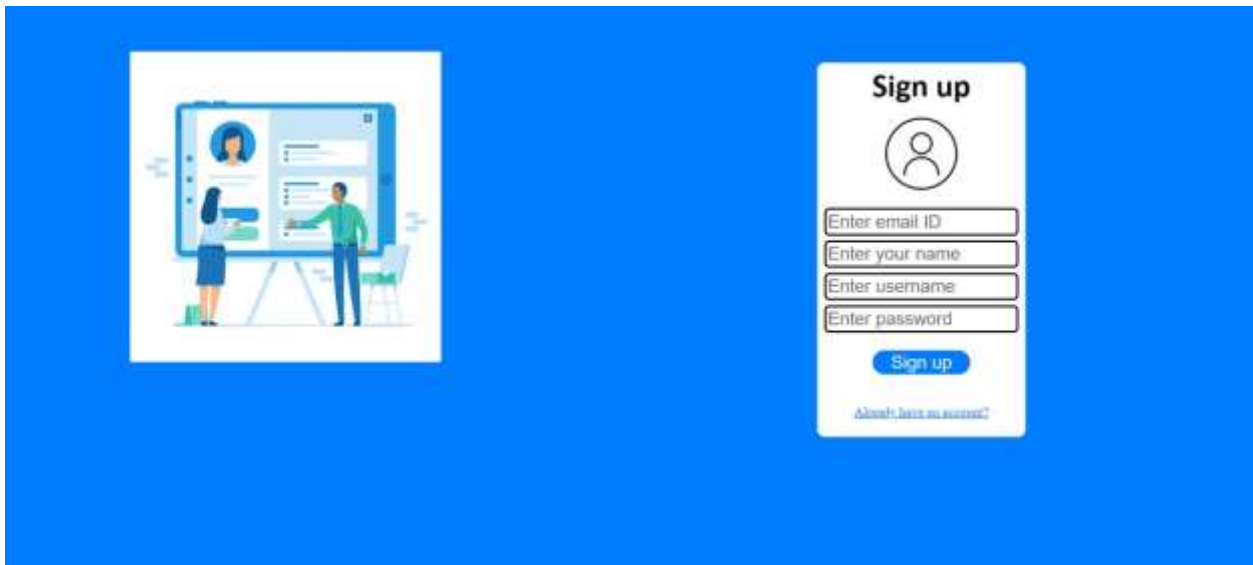 Sign up
Enter email ID
Enter your name
Enter username
Enter password
Sign up
Already have an account?